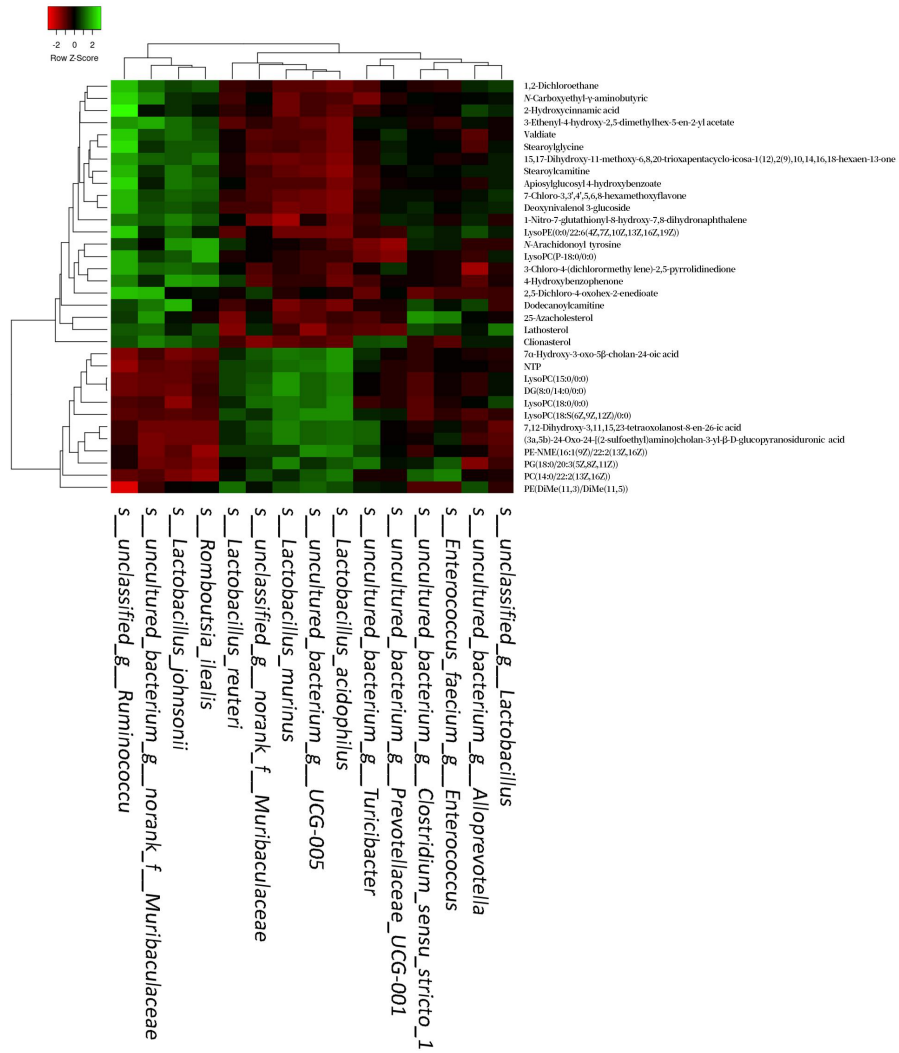 -2 0 2
Row Z-Score
1,2-Dichloroethane
N-Carboxyethyl-γ-aminobutyric
2-Hydroxycinnamic acid
3-Ethenyl-4-hydroxy-2,5-dimethylhex-5-en-2-yl acetate
Valdiate
Stearoylglycine
15,17-Dihydroxy-11-methoxy-6,8,20-trioxapentacyclo-icosa-1(12),2(9),10,14,16,18-hexaen-13-one
Stearoylcamitine
Apiosylglucosyl 4-hydroxybenzoate
7-Chloro-3,3',4',5,6,8-hexamethoxyflavone
Deoxynivalenol 3-glucoside
1-Nitro-7-glutathionyl-8-hydroxy-7,8-dihydronaphthalene
LysoPE(0:0/22:6(4Z,7Z,10Z,13Z,16Z,19Z))
N-Arachidonoyl tyrosine
LysoPC(P-18:0/0:0)
3-Chloro-4-(dichlorormethy lene)-2,5-pyrrolidinedione
4-Hydroxybenzophenone
2,5-Dichloro-4-oxohex-2-enedioate
Dodecanoylcamitine
25-Azacholesterol
Lathosterol
Clionasterol
7α-Hydroxy-3-oxo-5β-cholan-24-oic acid
NTP
LysoPC(15:0/0:0)
DG(8:0/14:0/0:0)
LysoPC(18:0/0:0)
LysoPC(18:S(6Z,9Z,12Z)/0:0)
7,12-Dihydroxy-3,11,15,23-tetraoxolanost-8-en-26-ic acid
(3a,5b)-24-Oxo-24-[(2-sulfoethyl)amino]cholan-3-yl-β-D-glucopyranosiduronic acid
PE-NME(16:1(9Z)/22:2(13Z,16Z))
PG(18:0/20:3(5Z,8Z,11Z))
PC(14:0/22:2(13Z,16Z))
PE(DiMe(11,3)/DiMe(11,5))
s__unclassified_g__Ruminococcu
s__uncultured_bacterium_g__norank_f__Muribaculaceae
s__Lactobacillus_johnsonii
s__Romboutsia_ilealis
s__Lactobacillus_reuteri
s__unclassified_g__norank_f__Muribaculaceae
s__Lactobacillus_murinus
s__uncultured_bacterium_g__UCG-005
s__Lactobacillus_acidophilus
s__uncultured_bacterium_g__Turicibacter
s__uncultured_bacterium_g__Prevotellaceae_UCG-001
s__uncultured_bacterium_g__Clostridium_sensu_stricto_1
s__Enterococcus_faecium_g__Enterococcus
s__uncultured_bacterium_g__Alloprevotella
s__unclassified_g__Lactobacillus